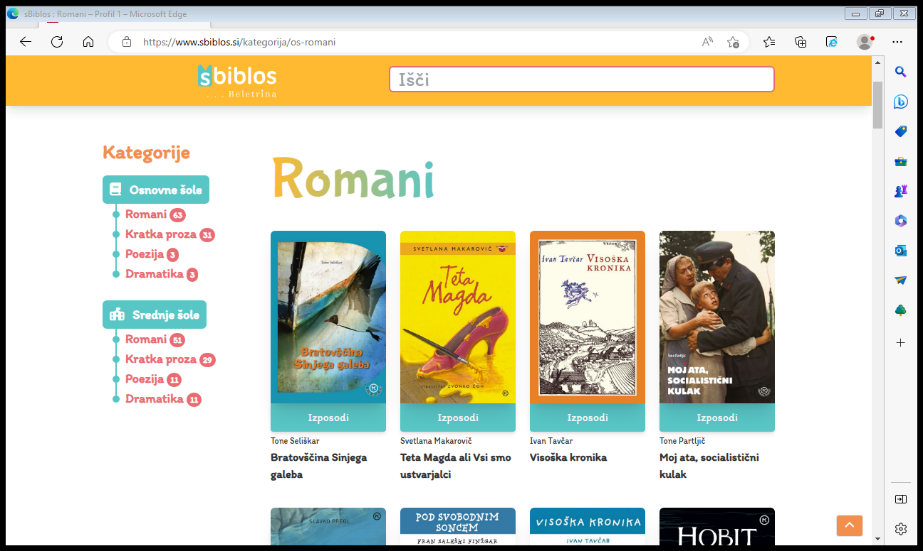 sBiblos : Romani – Profil 1 – Microsoft Edge
https://www.sbiblos.si/kategorija/os-romani
sbiblos
. . . Beletrina
Išči
Kategorije
Osnovne šole
Romani 63
Kratka proza 31
Poezija 3
Dramatika 3
Srednje šole
Romani 51
Kratka proza 29
Poezija 11
Dramatika 11
Romani
Tone Seliškar
Bratovščina
Sinjega galeba
Izposodi
Tone Seliškar
Bratovščina Sinjega
galeba
SVETLANA MAKAROVIČ
Teta
Magda
Izposodi
Svetlana Makarovič
Teta Magda ali Vsi smo
ustvarjalci
Ivan Tavčar VISOŠKA
KRONIKA
Izposodi
Ivan Tavčar
Visoška kronika
MOJ ATA,
SOCIALISTIČNI
KULAK
Izposodi
Tone Partljič
Moj ata, socialistični
kulak
POD SVOBODNIM
SONCEM
FRAN SALEŠKI FINŽGAR
VISOŠKA KRONIKA
IVAN TAVČAR
HOBIT